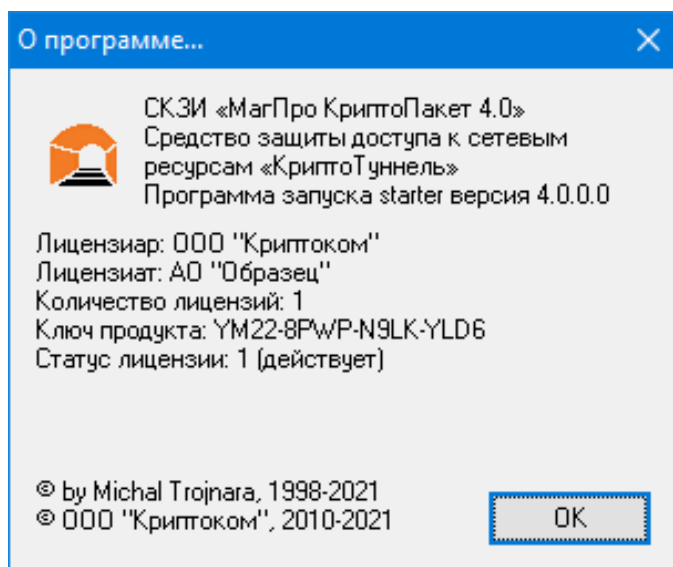 О программе...
СКЗИ «МагПро КриптоПакет 4.0»
Средство защиты доступа к сетевым
ресурсам «КриптоТуннель»
Программа запуска starter версия 4.0.0.0
Лицензиар: ООО "Криптоком"
Лицензиат: АО "Образец"
Количество лицензий: 1
Ключ продукта: YM22-8PWP-N9LK-YLD6
Статус лицензии: 1 (действует)
© by Michal Trojnara, 1998-2021
© ООО "Криптоком", 2010-2021
OK